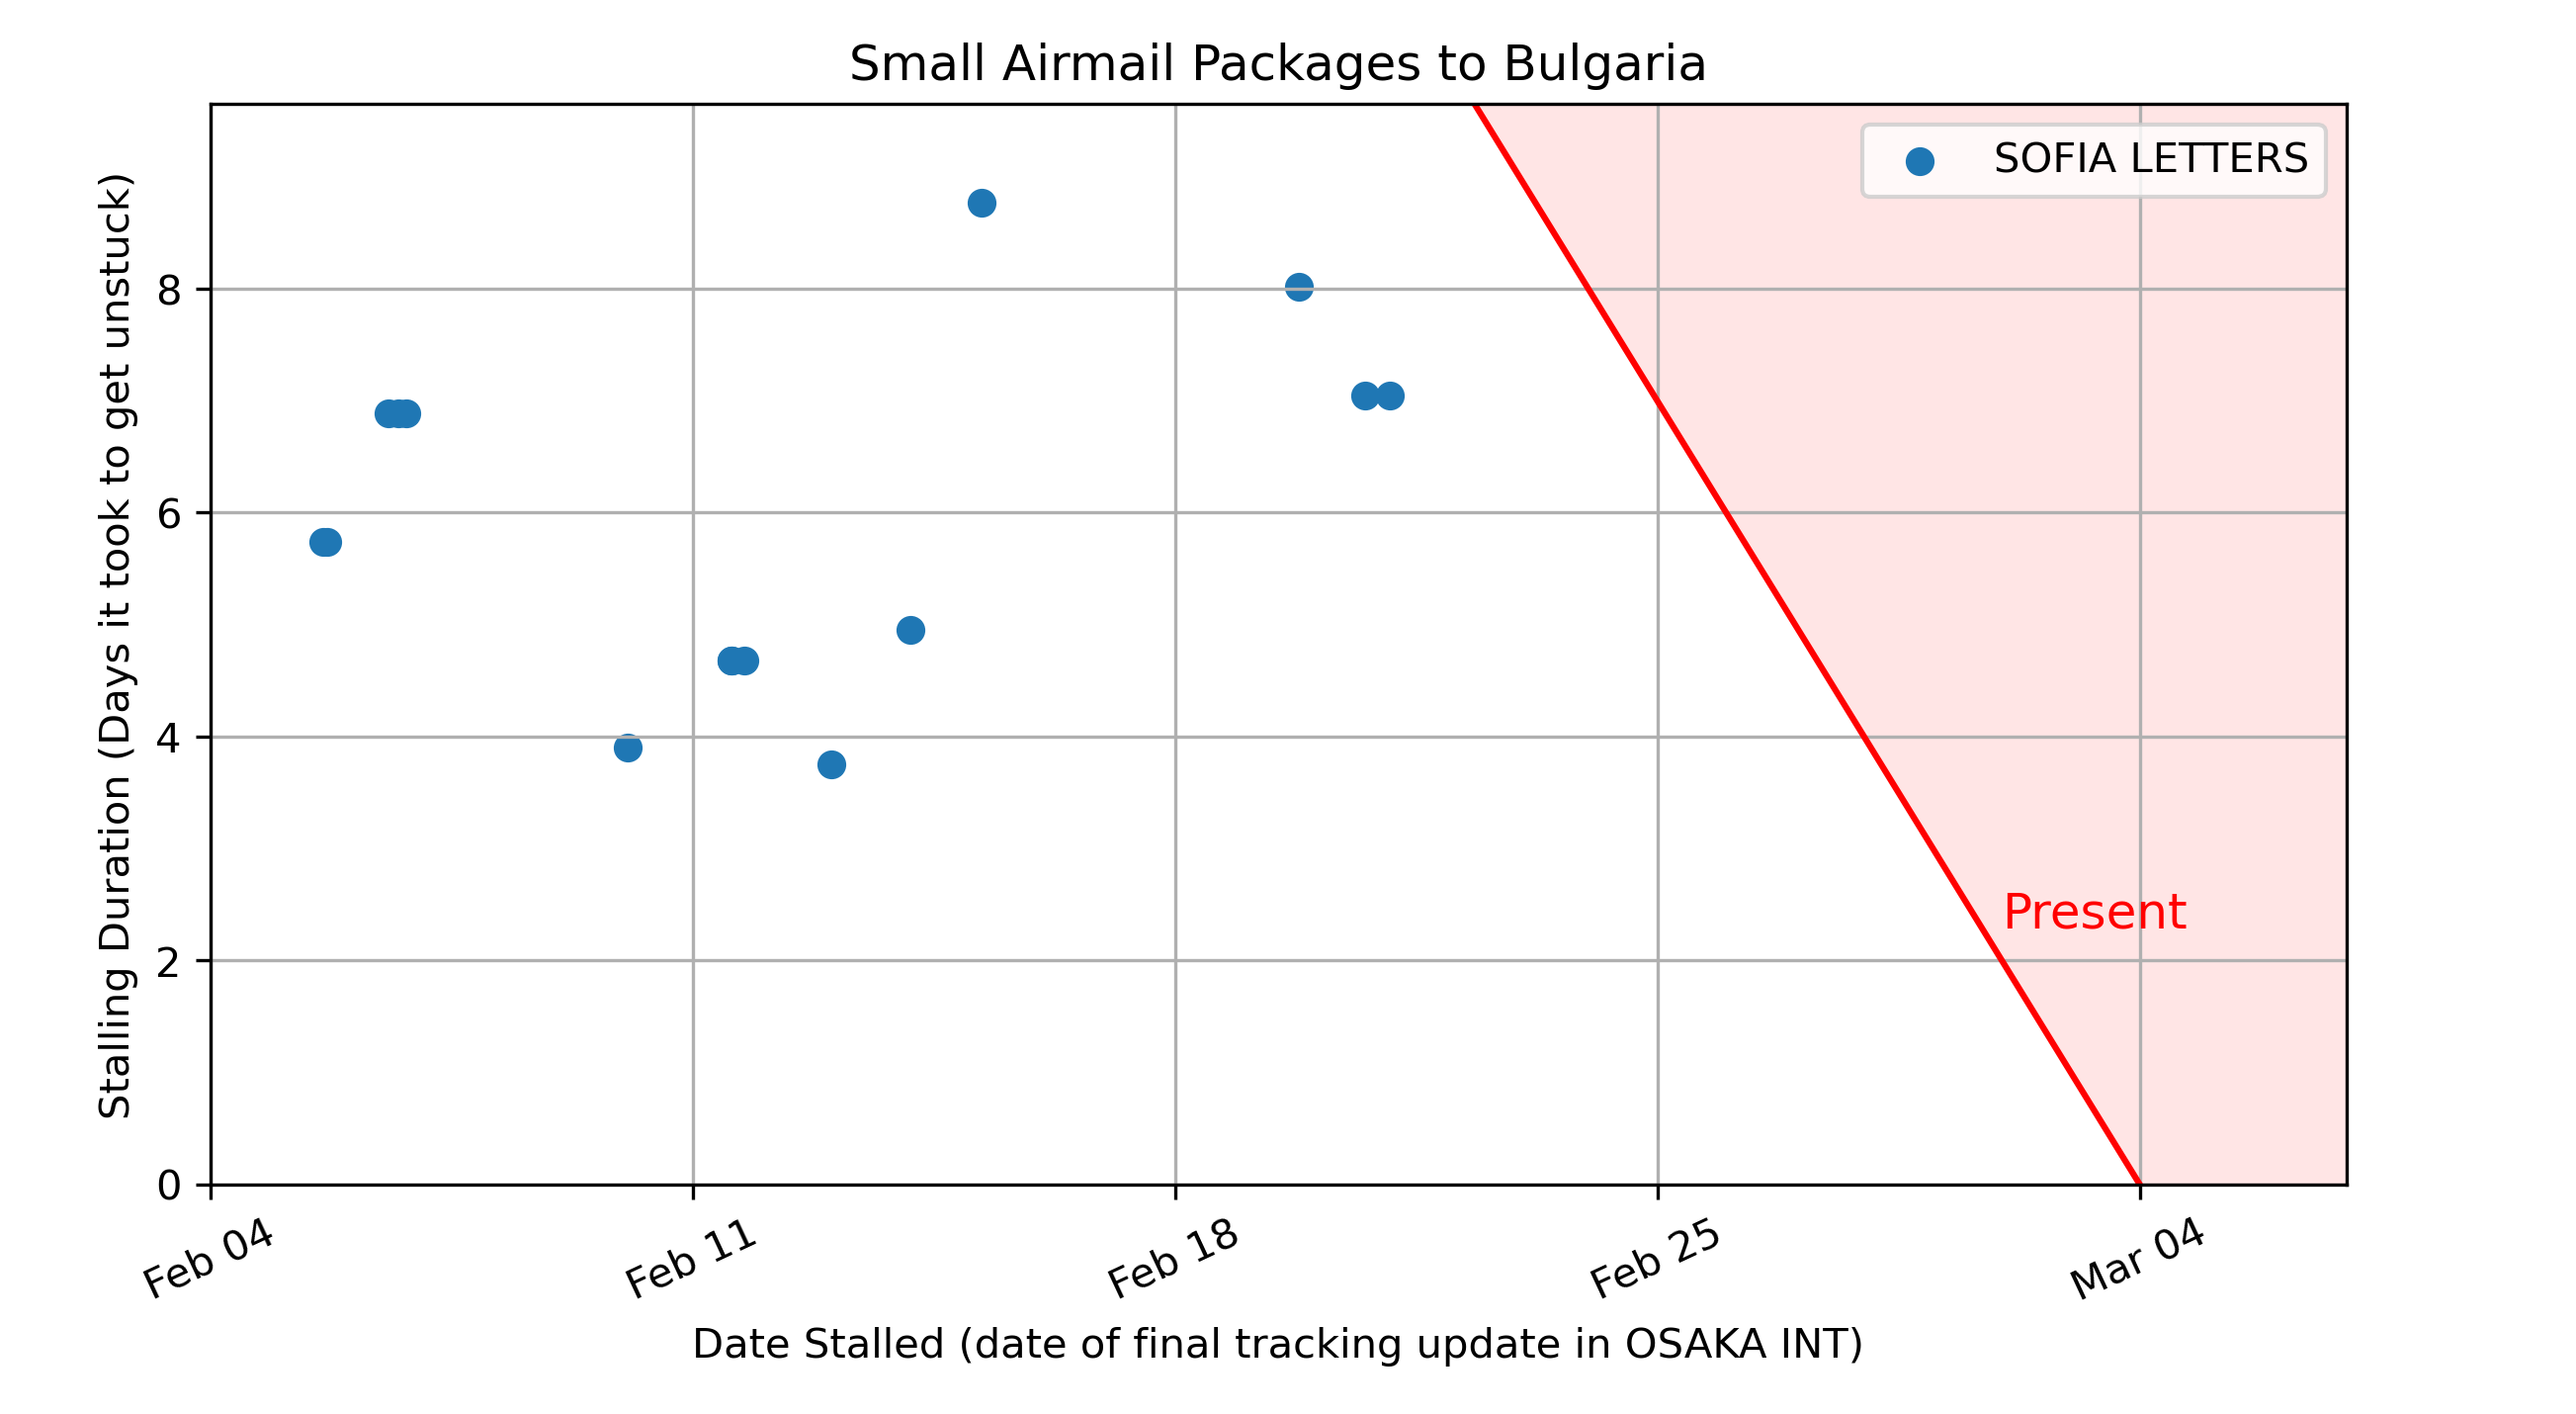 Small Airmail Packages to Bulgaria
SOFIA LETTERS
Stalling Duration (Days it took to get unstuck)
8
6
4
2
0
Present
Feb 04
Feb 11
Feb 18
Feb 25
Mar 04
Date Stalled (date of final tracking update in OSAKA INT)